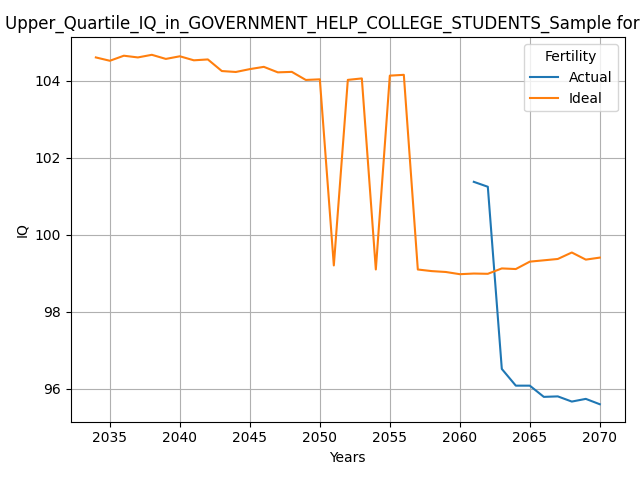 Upper_Quartile_IQ_in_GOVERNMENT_HELP_COLLEGE_STUDENTS_Sample for
Fertility
Actual
Ideal
104
102
100
98
96
IQ
2035 2040 2045 2050 2055 2060 2065 2070
Years